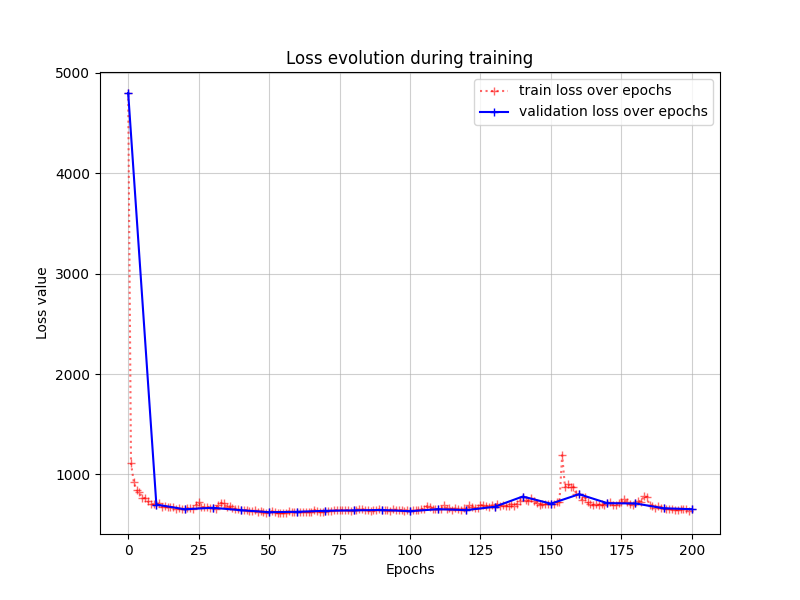 Loss evolution during training
train loss over epochs
validation loss over epochs
Loss value
5000
4000
3000
2000
1000
0 25 50 75 100 125 150 175 200
Epochs